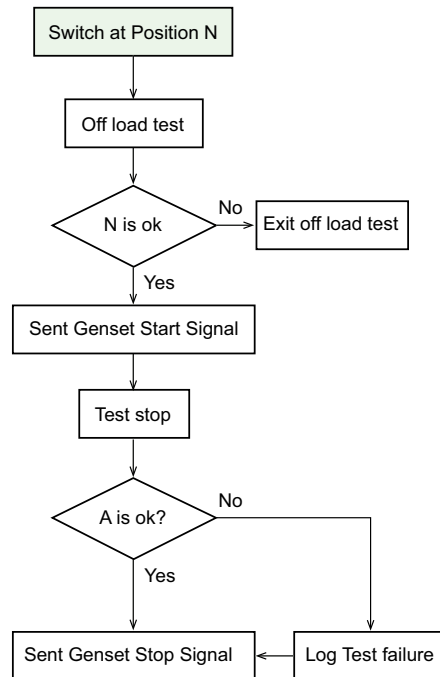 Switch at Position N
Off load test
N is ok
No
Exit off load test
Yes
Sent Genset Start Signal
Test stop
No
A is ok?
Yes
Sent Genset Stop Signal
Log Test failure